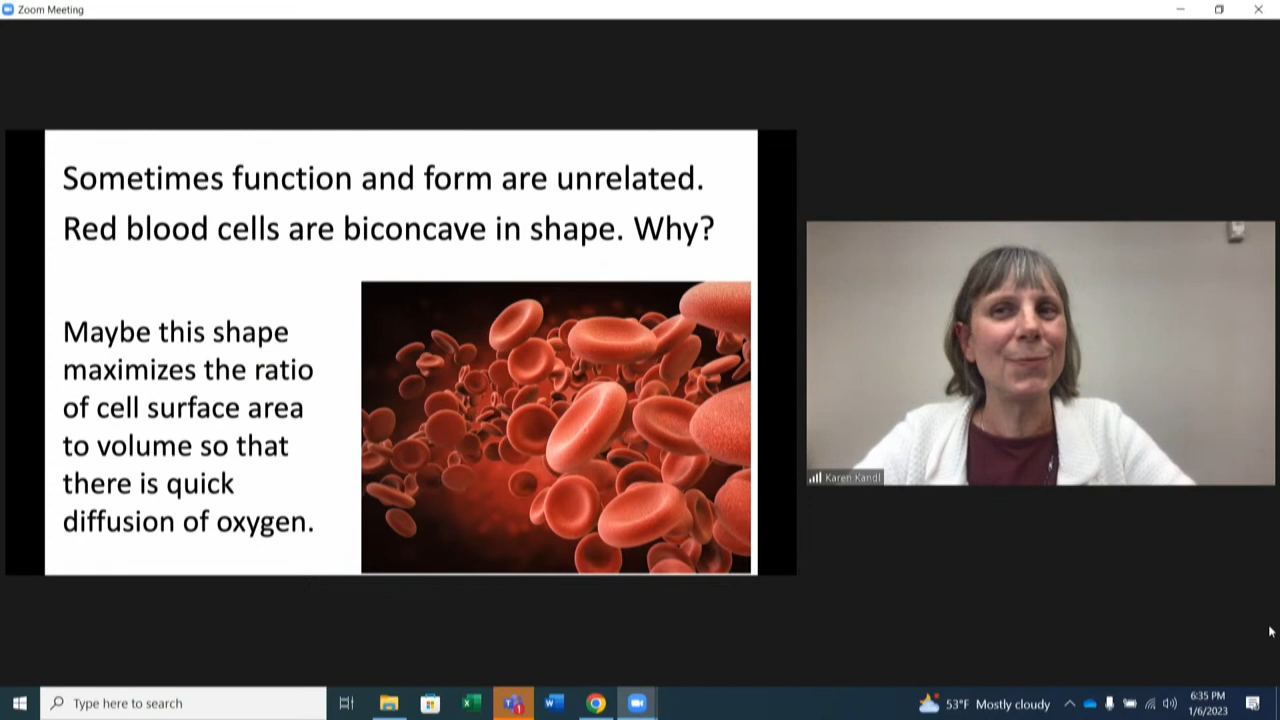 Zoom Meeting
Sometimes function and form are unrelated.
Red blood cells are biconcave in shape. Why?
Maybe this shape
maximizes the ratio
of cell surface area
to volume so that
there is quick
diffusion of oxygen.
Karen Kandl
Type here to search
1
53°F Mostly cloudy
6:35 PM
1/6/2023